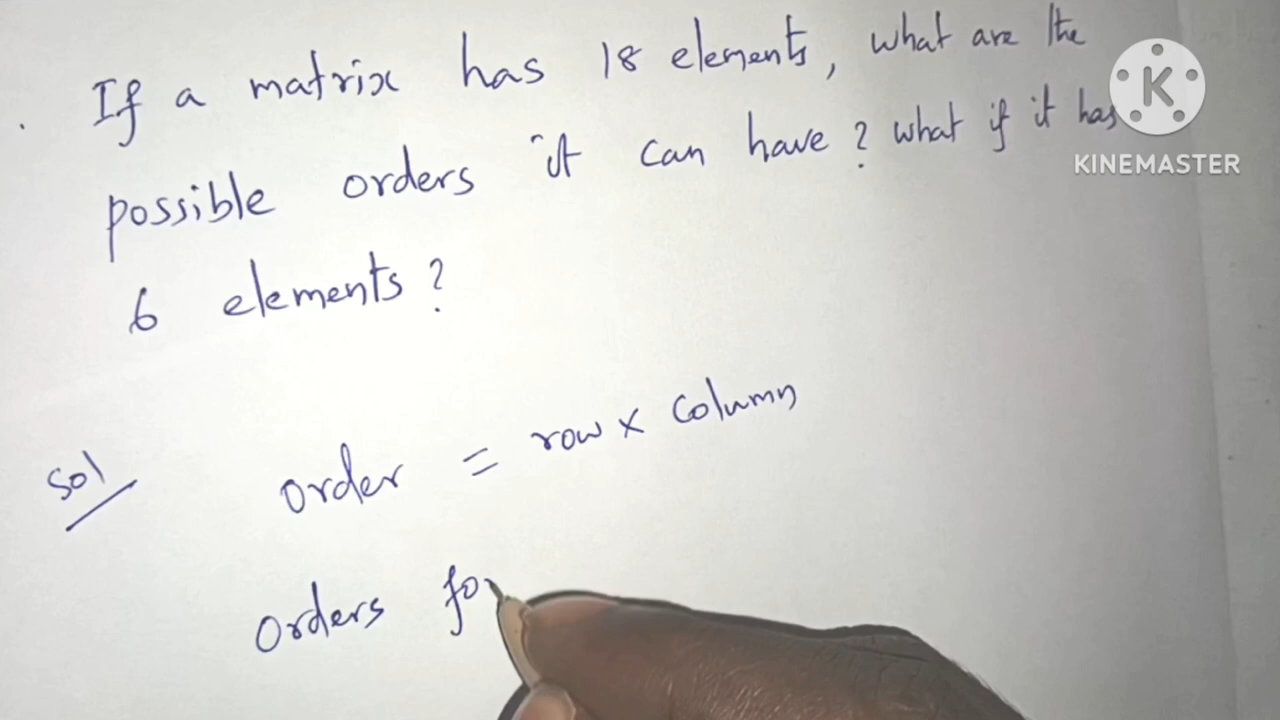 If a matrix has 18 elements, what are the
possible orders it can have? what if it has
6 elements?
Sol
order = row x column
orders for
K
KINEMASTER